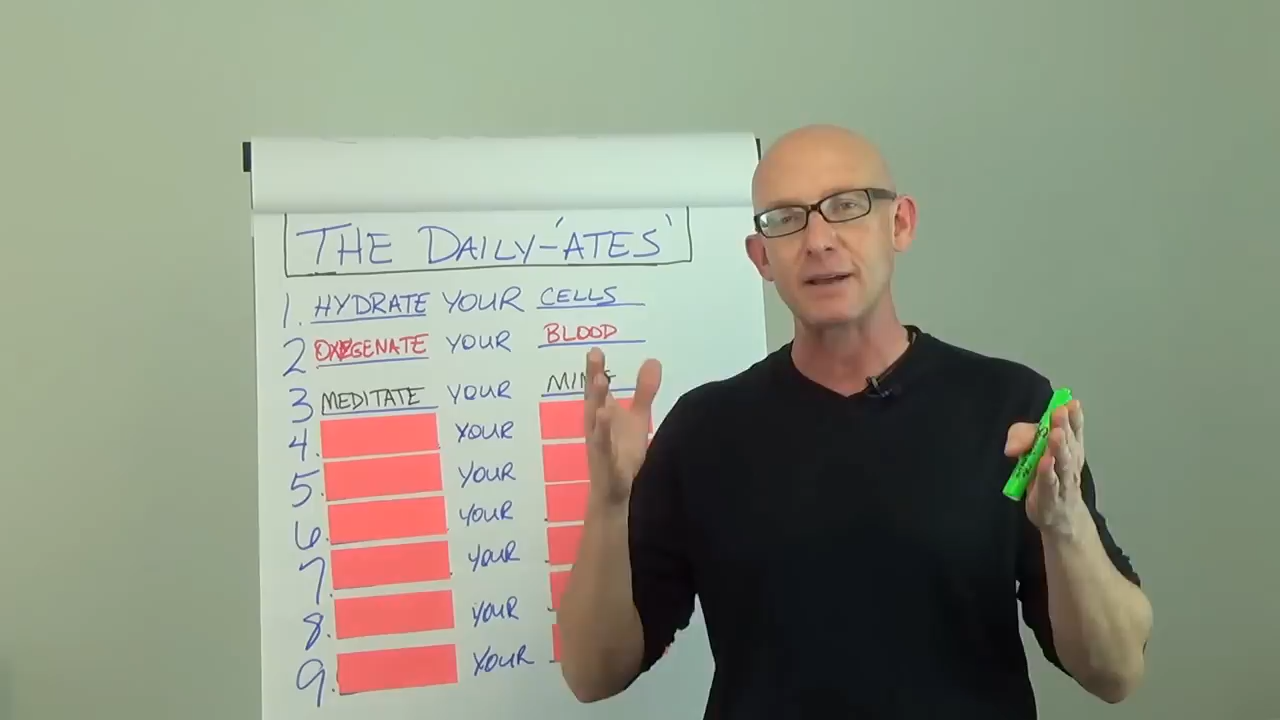 THE DAILY-'ATES'
1. HYDRATE YOUR CELLS
2 OXYGENATE YOUR BLOOD
3 MEDITATE YOUR MIND
4. YOUR
5. YOUR
6. YOUR
7. YOUR
8. YOUR
9. YOUR